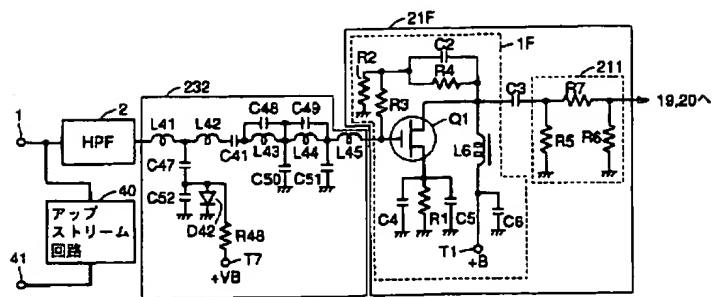 21F
232
1F
211
1
2
HPF
L41
L42
C48
C49
C41
L43
L44
L45
C47
C50
C51
C52
D42
R48
T7
+VB
40
アップ
ストリーム
回路
41
R2
C2
R4
R3
Q1
C3
R7
R5
R6
19,20へ
L6
C4
R1
C5
C6
T1
+B